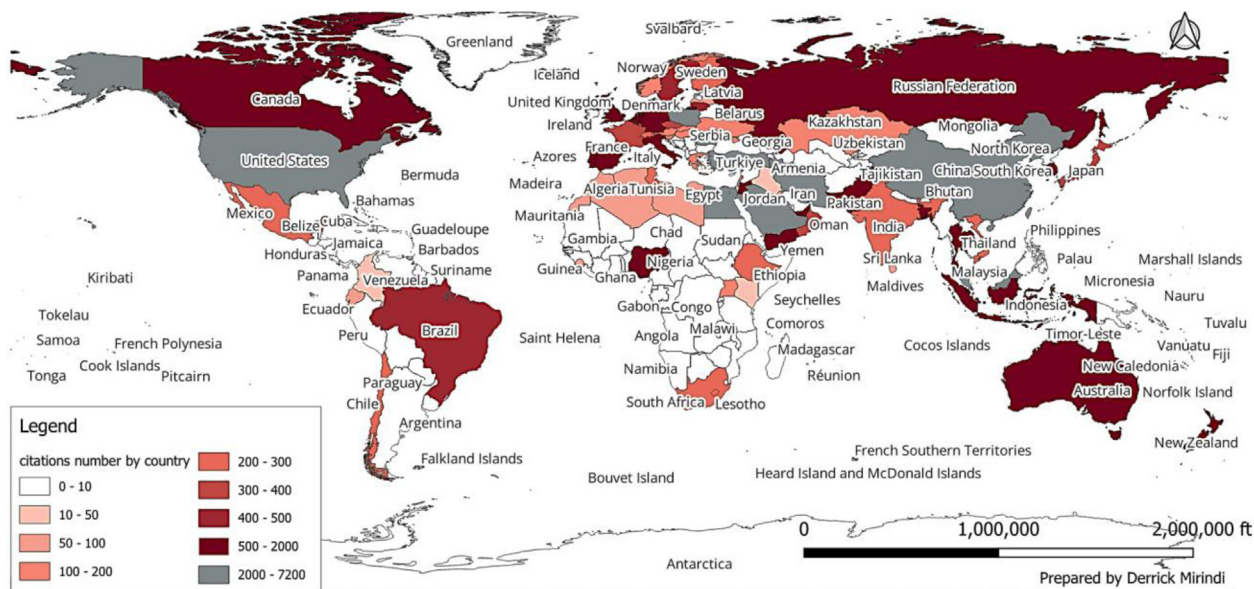 Svalbard
Greenland
Iceland
Norway
Sweden
Russian Federation
Canada
United Kingdom
Denmark
Latvia
Belarus
Ireland
Kazakhstan
Mongolia
France
Serbia
Georgia
Uzbekistan
North Korea
United States
Azores
Italy
Turkiye
Armenia
Tajikistan
China
South Korea
Japan
Bermuda
Madeira
Algeria
Tunisia
Egypt
Jordan
Iran
Pakistan
Bhutan
Mexico
Bahamas
Cuba
Belize
Guadeloupe
Mauritania
Oman
India
Philippines
Jamaica
Barbados
Gambia
Chad
Sudan
Yemen
Thailand
Honduras
Guinea
Ghana
Nigeria
Ethiopia
Sri Lanka
Palau
Marshall Islands
Kiribati
Panama
Venezuela
Suriname
Maldives
Malaysia
Micronesia
Ecuador
Gabon
Congo
Seychelles
Indonesia
Nauru
Tokelau
Peru
Brazil
Saint Helena
Angola
Malawi
Comoros
Timor-Leste
Tuvalu
Samoa
French Polynesia
Madagascar
Cocos Islands
Vanuatu
Fiji
Tonga
Cook Islands
Pitcairn
Paraguay
Namibia
Réunion
New Caledonia
Australia
Norfolk Island
Chile
Argentina
South Africa
Lesotho
New Zealand
Falkland Islands
French Southern Territories
Bouvet Island
Heard Island and McDonald Islands
Antarctica
Legend
citations number by country
0 - 10
10 - 50
50 - 100
100 - 200
200 - 300
300 - 400
400 - 500
500 - 2000
2000 - 7200
0 1,000,000 2,000,000 ft
Prepared by Derrick Mirindi